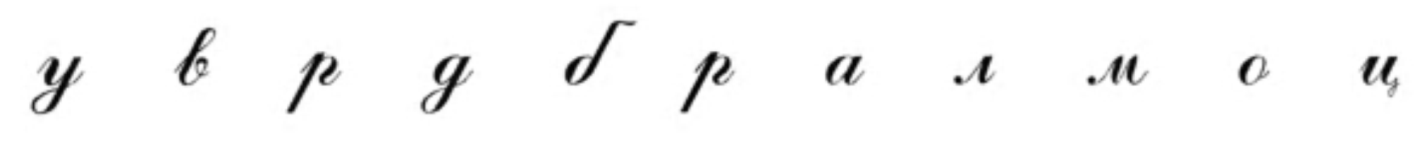 у в р д б р а л м о ц